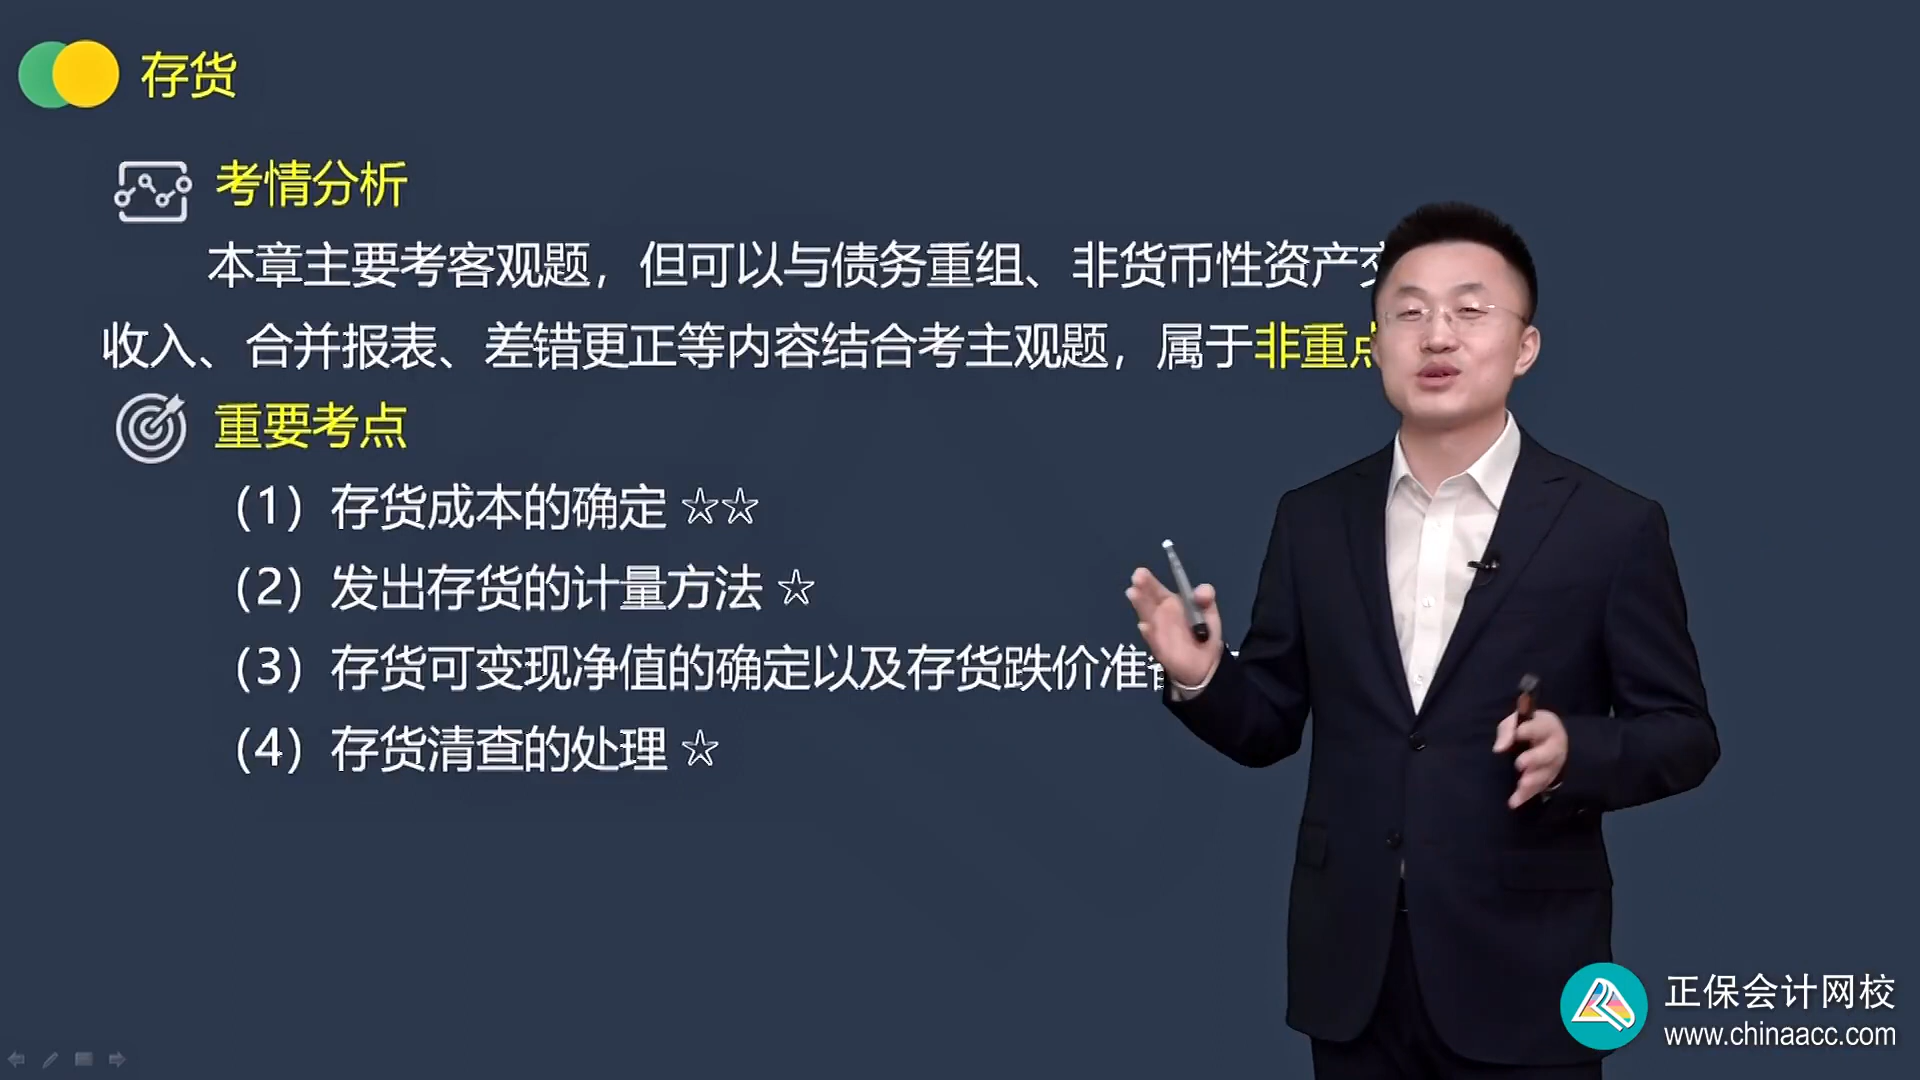 存货
考情分析
本章主要考客观题，但可以与债务重组、非货币性资产交
收入、合并报表、差错更正等内容结合考主观题，属于非重点
重要考点
（1）存货成本的确定 ☆☆
（2）发出存货的计量方法 ☆
（3）存货可变现净值的确定以及存货跌价准
（4）存货清查的处理 ☆
正保会计网校
www.chinaacc.com